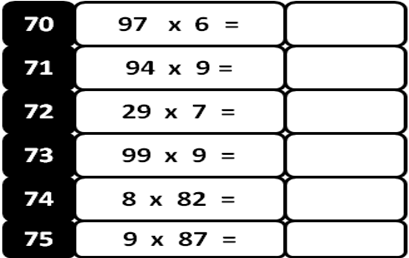 70 97 x 6 =
71 94 x 9 =
72 29 x 7 =
73 99 x 9 =
74 8 x 82 =
75 9 x 87 =